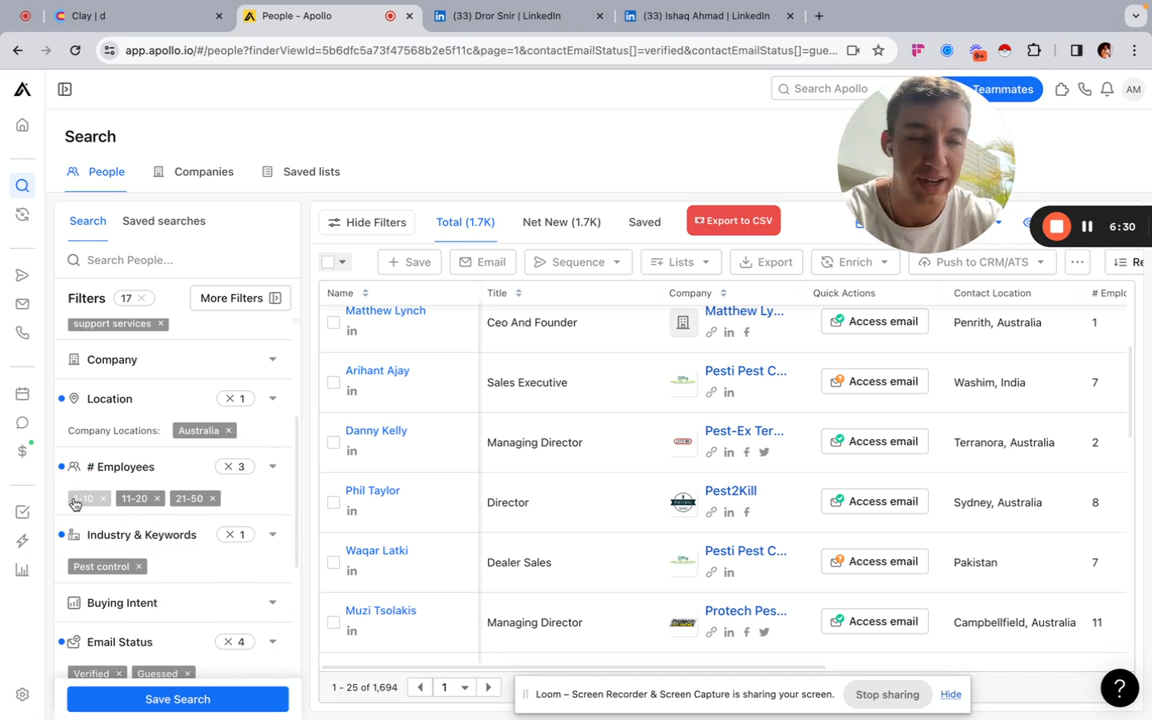 Clay | d
People - Apollo
(33) Dror Snir | LinkedIn
(33) Ishaq Ahmad | LinkedIn
app.apollo.io/#/people?finderViewId=5b6dfc5a73f47568b2e5f11c&page=1&contactEmailStatus[]=verified&contactEmailStatus[]=gue...
9+
Search Apollo
Teammates
AM
Search
People
Companies
Saved lists
6:30
Search
Saved searches
Hide Filters
Total (1.7K)
Net New (1.7K)
Saved
Export to CSV
Search People...
+ Save
Email
Sequence
Lists
Export
Enrich
Push to CRM/ATS
...
Re
Filters 17
More Filters
Name
Title
Company
Quick Actions
Contact Location
# Emplo
support services
Company
Location
1
Company Locations:
Australia
# Employees
3
1-10
11-20
21-50
Industry & Keywords
1
Pest control
Buying Intent
Email Status
4
Verified
Guessed
Save Search
Matthew Lynch
Ceo And Founder
Matthew Ly...
Access email
Penrith, Australia
1
Arihant Ajay
Sales Executive
Pesti Pest C...
Access email
Washim, India
7
Danny Kelly
Managing Director
Pest-Ex Ter...
Access email
Terranora, Australia
2
Phil Taylor
Director
Pest2Kill
Access email
Sydney, Australia
8
Waqar Latki
Dealer Sales
Pesti Pest C...
Access email
Pakistan
7
Muzi Tsolakis
Managing Director
Protech Pes...
Access email
Campbellfield, Australia
11
1 - 25 of 1,694
1
Loom – Screen Recorder & Screen Capture is sharing your screen.
Stop sharing
Hide
?